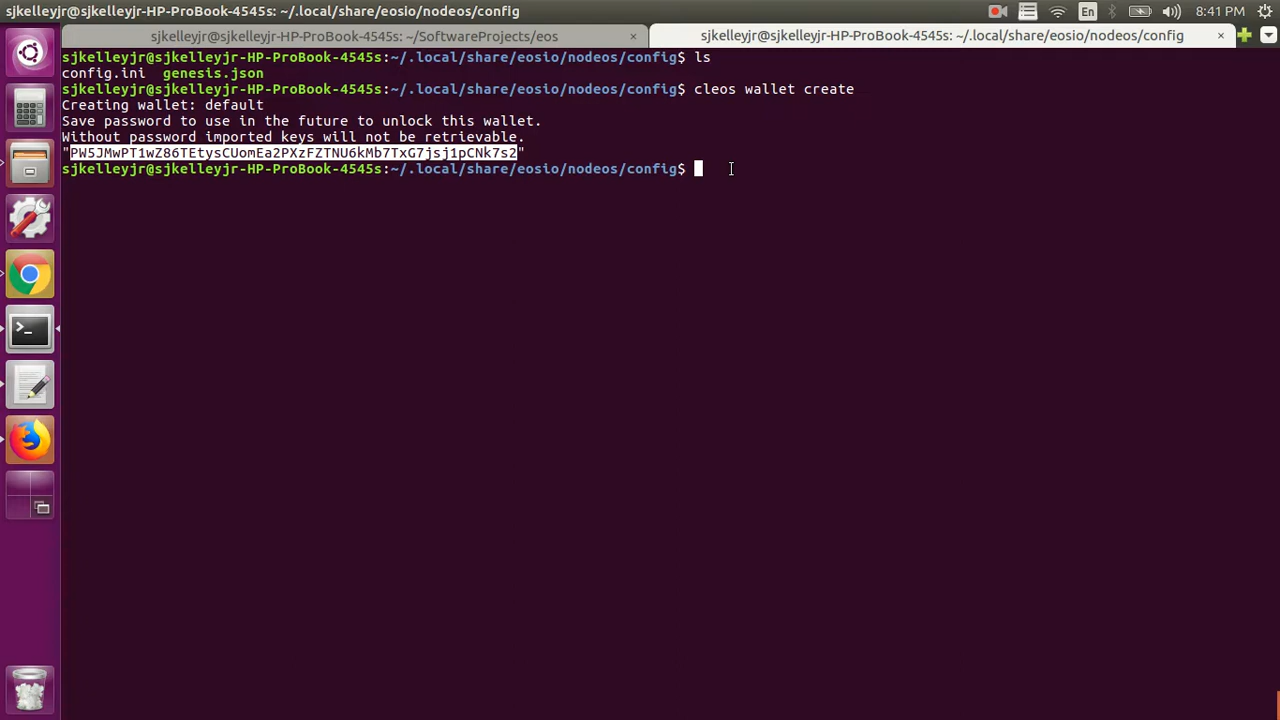 sjkelleyjr@sjkelleyjr-HP-ProBook-4545s: ~/.local/share/eosio/nodeos/config
En
8:41 PM
sjkelleyjr@sjkelleyjr-HP-ProBook-4545s: ~/SoftwareProjects/eos ×
sjkelleyjr@sjkelleyjr-HP-ProBook-4545s: ~/.local/share/eosio/nodeos/config ×
sjkelleyjr@sjkelleyjr-HP-ProBook-4545s:~/.local/share/eosio/nodeos/config$ ls
config.ini genesis.json
sjkelleyjr@sjkelleyjr-HP-ProBook-4545s:~/.local/share/eosio/nodeos/config$ cleos wallet create
Creating wallet: default
Save password to use in the future to unlock this wallet.
Without password imported keys will not be retrievable.
"PW5JMwPT1wZ86TEtysCUomEa2PXzFZTNU6kMb7TxG7jsj1pCNk7s2"
sjkelleyjr@sjkelleyjr-HP-ProBook-4545s:~/.local/share/eosio/nodeos/config$